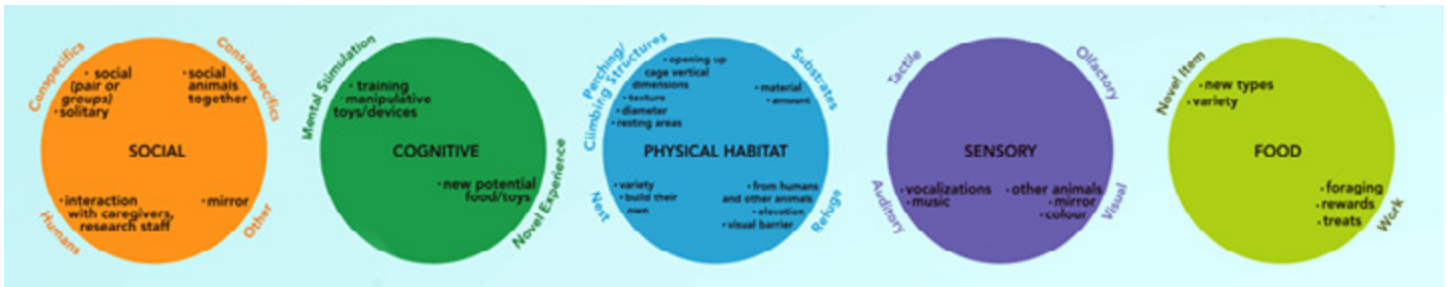 Conspecifics
• social
(pair or
groups)
• solitary
Contraspecifics
• social
animals
together
SOCIAL
Humans
• interaction
with caregivers,
research staff
Other
• mirror
Mental Stimulation
• training
• manipulative
toys/devices
COGNITIVE
• new potential
food/toys
Novel Experience
Perching/
Climbing Structures
• opening up
cage vertical
dimensions
• texture
• diameter
• resting areas
Substrates
• material
• amount
PHYSICAL HABITAT
Nest
• variety
• build their
own
Refuge
• from humans
and other animals
• elevation
• visual barrier
Tactile
Olfactory
SENSORY
Auditory
• vocalizations
• music
Visual
• other animals
• mirror
• colour
Novel Item
• new types
• variety
FOOD
• foraging
• rewards
• treats
Work